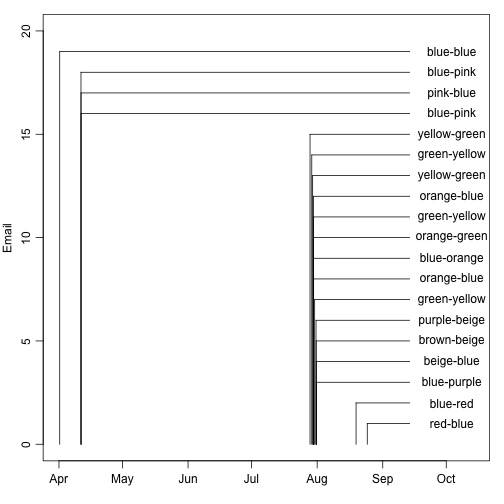 20
blue-blue
blue-pink
pink-blue
blue-pink
15
yellow-green
green-yellow
yellow-green
orange-blue
green-yellow
Email
10
orange-green
blue-orange
orange-blue
green-yellow
purple-beige
5
brown-beige
beige-blue
blue-purple
blue-red
red-blue
0
Apr May Jun Jul Aug Sep Oct